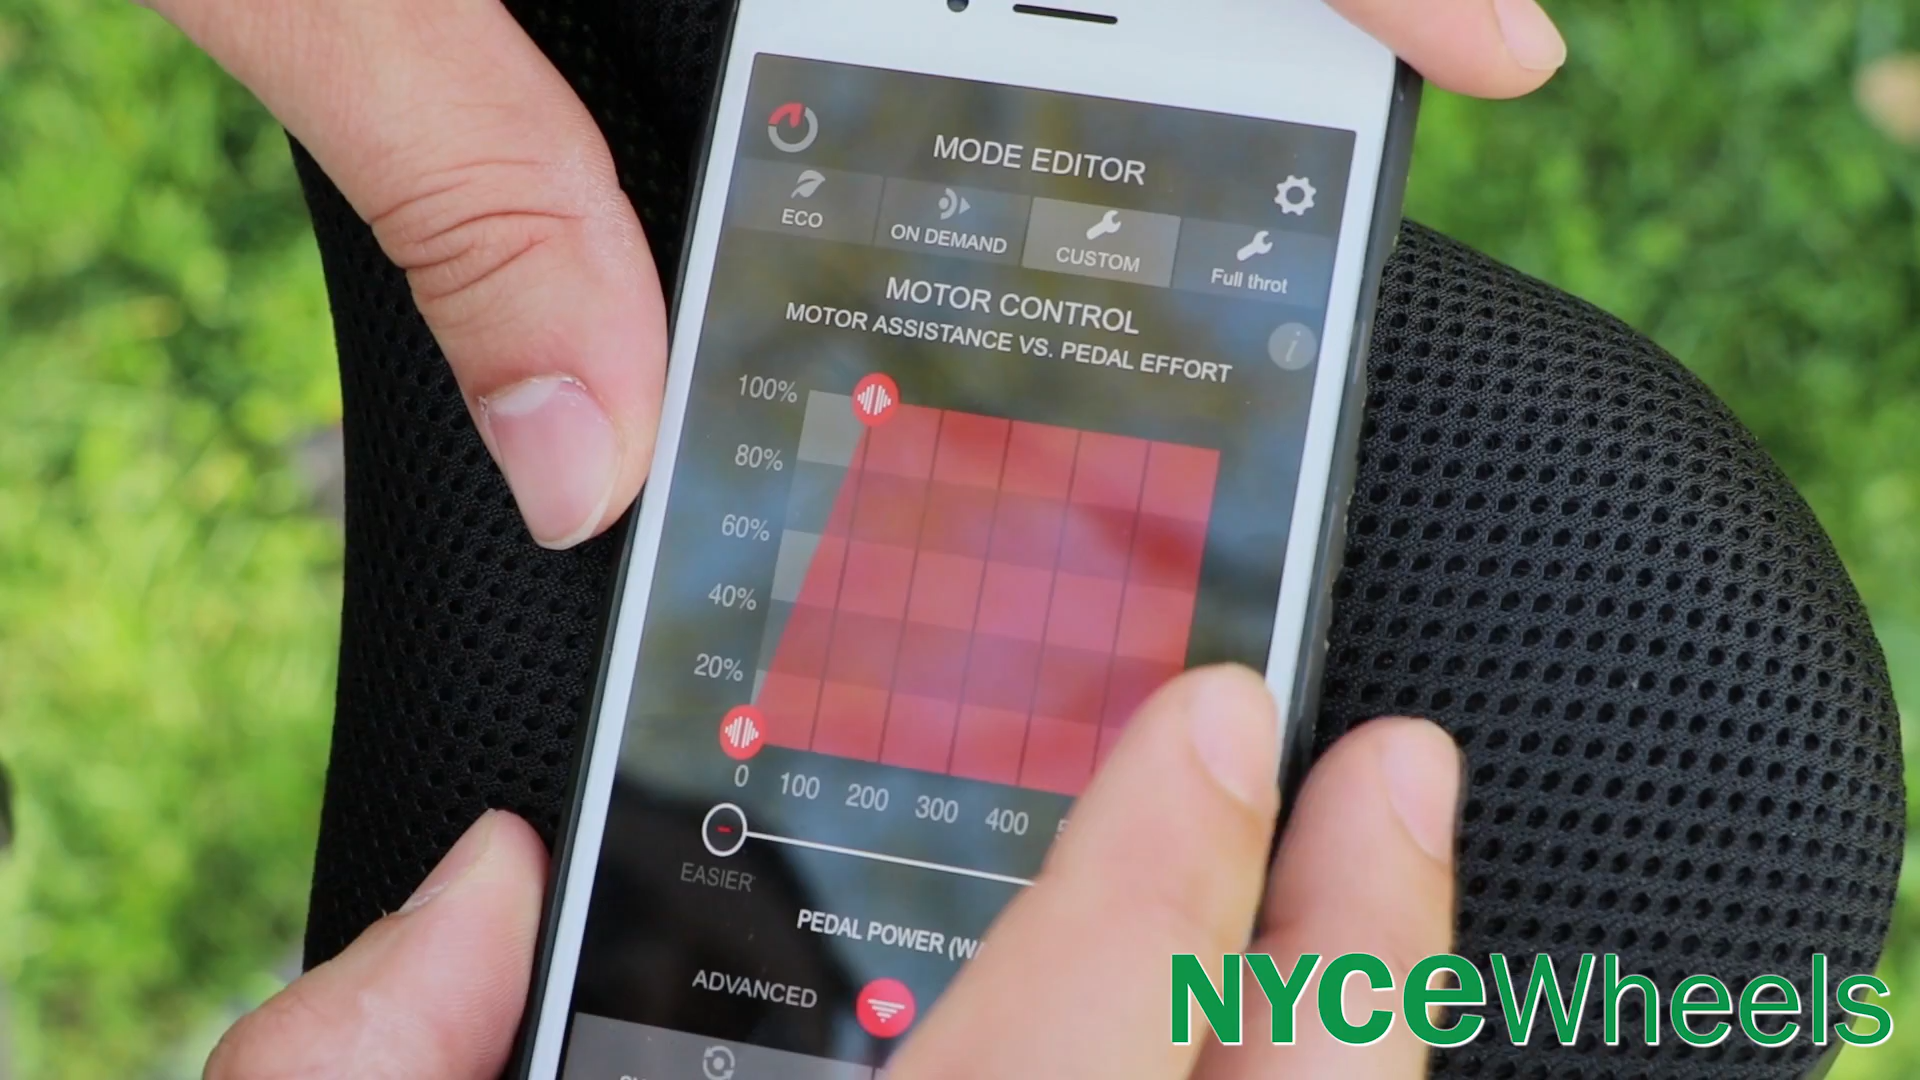 MODE EDITOR
ECO
ON DEMAND
CUSTOM
Full throt
MOTOR CONTROL
MOTOR ASSISTANCE VS. PEDAL EFFORT
i
100%
80%
60%
40%
20%
0 100 200 300 400
EASIER
PEDAL POWER
ADVANCED
NYCeWheels